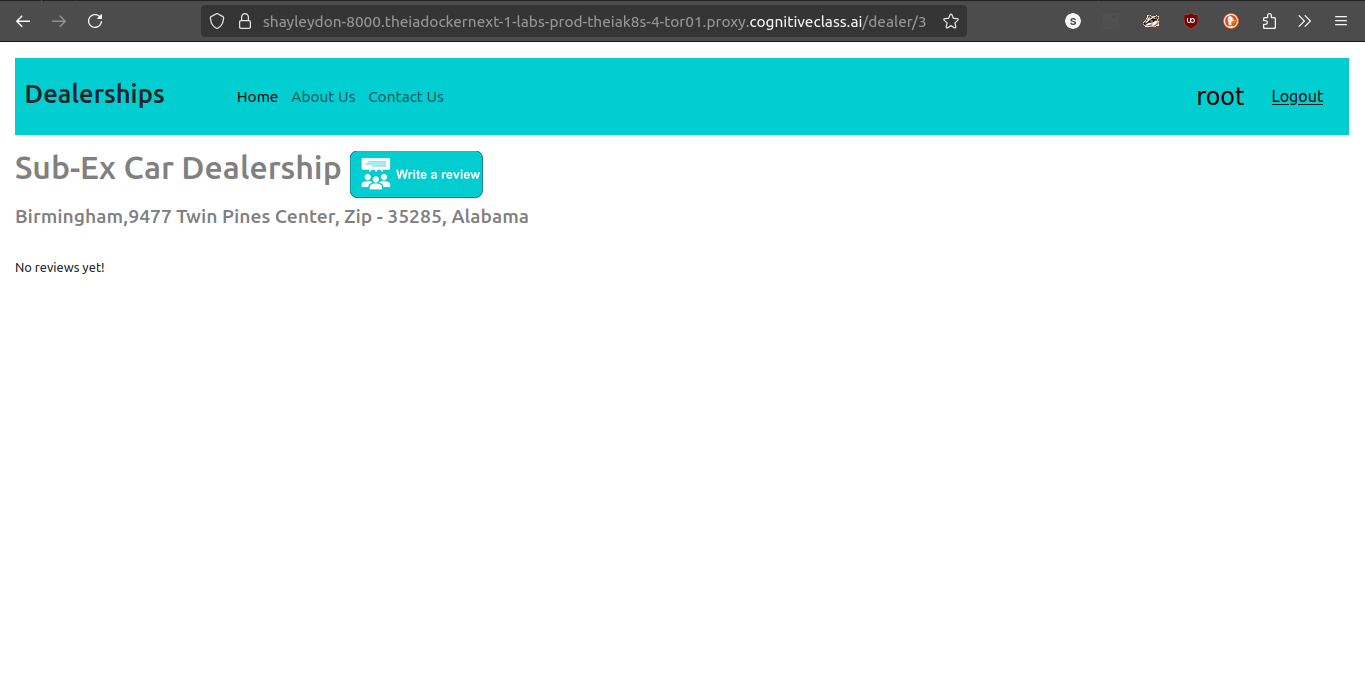 shayleydon-8000.theiadockernext-1-labs-prod-theiak8s-4-tor01.proxy.cognitiveclass.ai/dealer/3
Dealerships Home About Us Contact Us root Logout
Sub-Ex Car Dealership Write a review
Birmingham,9477 Twin Pines Center, Zip - 35285, Alabama
No reviews yet!